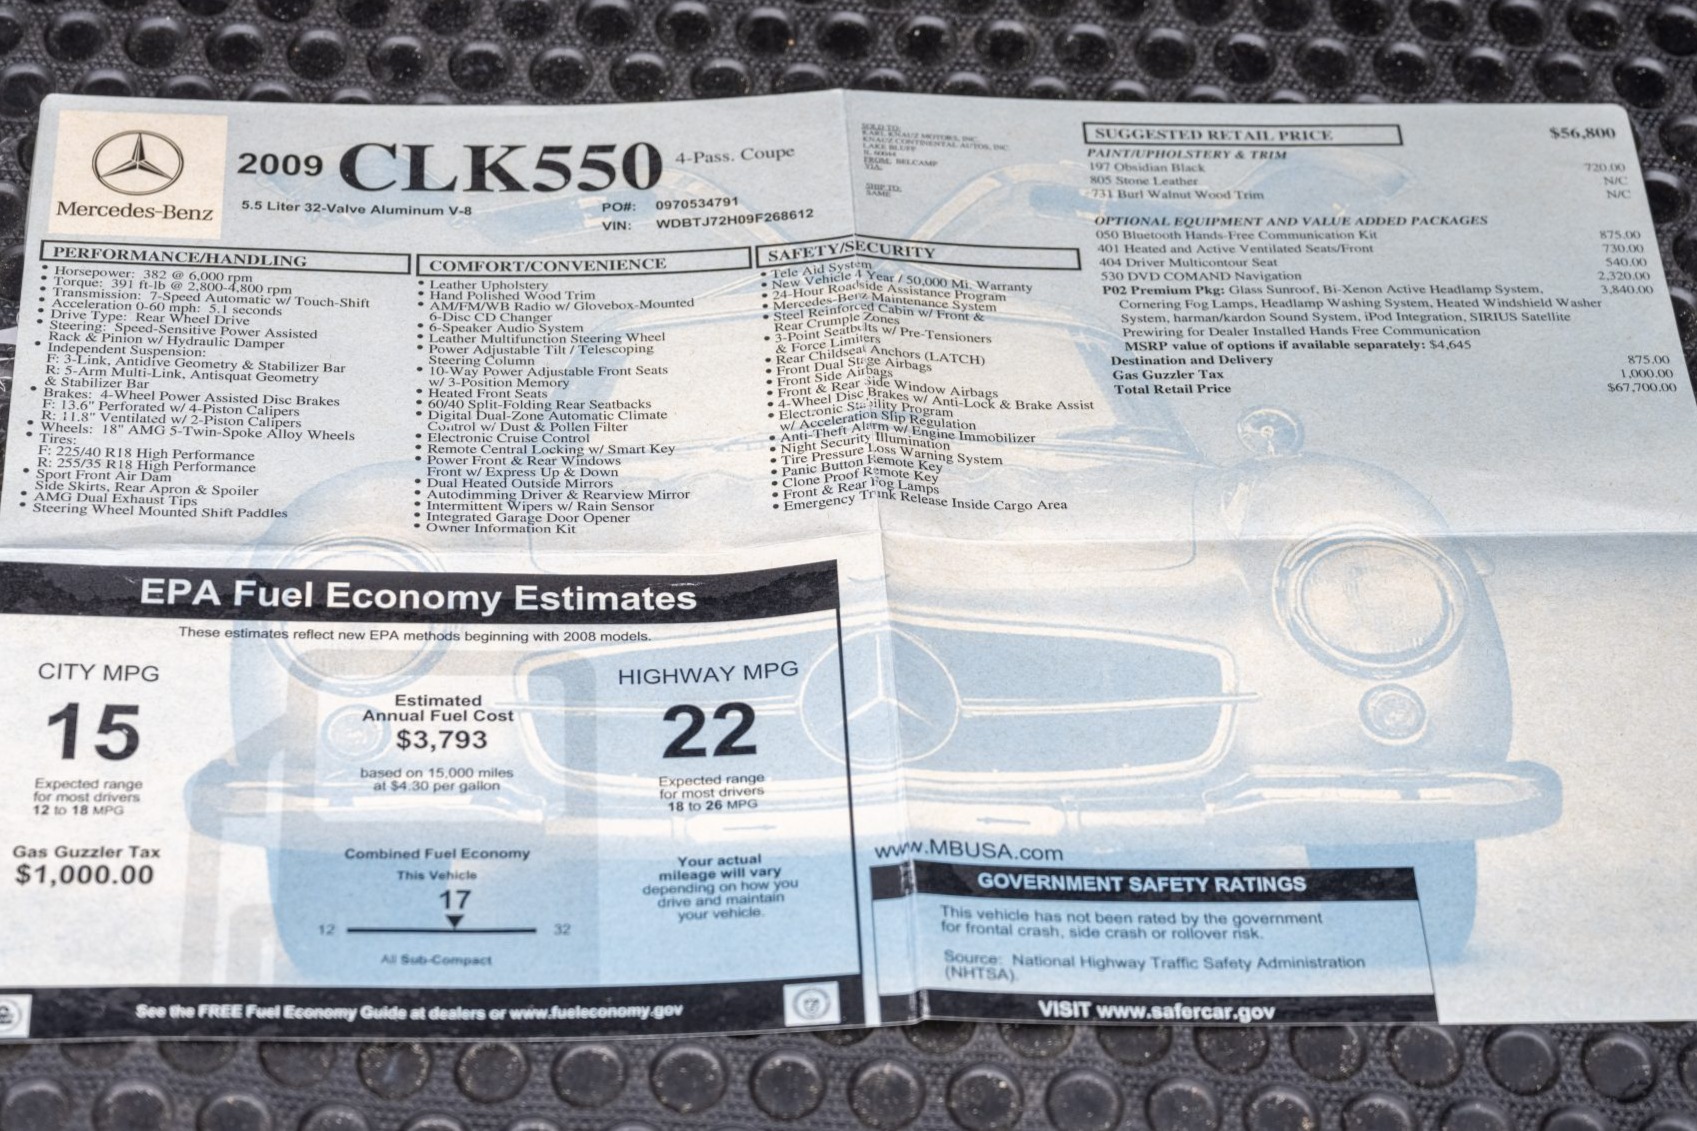 Mercedes-Benz
2009 CLK550 4-Pass. Coupe
5.5 Liter 32-Valve Aluminum V-8
PO#: 0970534791
VIN: WDBTJ72H09F268612
PERFORMANCE/HANDLING
• Horsepower: 382 @ 6,000 rpm
• Torque: 391 ft-lb @ 2,800-4,800 rpm
• Transmission: 7-Speed Automatic w/ Touch-Shift
• Acceleration 0-60 mph: 5.1 seconds
• Drive Type: Rear Wheel Drive
• Steering: Speed-Sensitive Power Assisted
Rack & Pinion w/ Hydraulic Damper
• Independent Suspension:
F: 3-Link, Antidive Geometry & Stabilizer Bar
R: 5-Arm Multi-Link, Antisquat Geometry
& Stabilizer Bar
• Brakes: 4-Wheel Power Assisted Disc Brakes
F: 13.6" Perforated w/ 4-Piston Calipers
R: 11.8" Ventilated w/ 2-Piston Calipers
• Wheels: 18" AMG 5-Twin-Spoke Alloy Wheels
• Tires:
F: 225/40 R18 High Performance
R: 255/35 R18 High Performance
• Sport Front Air Dam
Side Skirts, Rear Apron & Spoiler
• AMG Dual Exhaust Tips
• Steering Wheel Mounted Shift Paddles
COMFORT/CONVENIENCE
• Leather Upholstery
• Hand Polished Wood Trim
• AM/FM/WB Radio w/ Glovebox-Mounted
6-Disc CD Changer
• 6-Speaker Audio System
• Leather Multifunction Steering Wheel
• Power Adjustable Tilt / Telescoping
Steering Column
• 10-Way Power Adjustable Front Seats
w/ 3-Position Memory
• Heated Front Seats
• 60/40 Split-Folding Rear Seatbacks
• Digital Dual-Zone Automatic Climate
Control w/ Dust & Pollen Filter
• Electronic Cruise Control
• Remote Central Locking w/ Smart Key
• Power Front & Rear Windows
Front w/ Express Up & Down
• Dual Heated Outside Mirrors
• Autodimming Driver & Rearview Mirror
• Intermittent Wipers w/ Rain Sensor
• Integrated Garage Door Opener
• Owner Information Kit
SAFETY/SECURITY
• Tele Aid System
• New Vehicle 4 Year / 50,000 Mi. Warranty
• 24-Hour Roadside Assistance Program
• Mercedes-Benz Maintenance System
• Steel Reinforced Cabin w/ Front &
Rear Crumple Zones
• 3-Point Seatbelts w/ Pre-Tensioners
& Force Limiters
• Rear Childseat Anchors (LATCH)
• Front Dual Stage Airbags
• Front Side Airbags
• Front & Rear Side Window Airbags
• 4-Wheel Disc Brakes w/ Anti-Lock & Brake Assist
• Electronic Stability Program
w/ Acceleration Slip Regulation
• Anti-Theft Alarm w/ Engine Immobilizer
• Night Security Illumination
• Tire Pressure Loss Warning System
• Panic Button Remote Key
• Clone Proof Remote Key
• Front & Rear Fog Lamps
• Emergency Trunk Release Inside Cargo Area
SOLD TO:
KARL KNAUZ MOTORS, INC.
KNAUZ CONTINENTAL AUTOS, INC
LAKE BLUFF
IL 60044
FROM: BELCAMP
VIA:
SHIP TO:
SAME
SUGGESTED RETAIL PRICE $56,800
PAINT/UPHOLSTERY & TRIM
197 Obsidian Black 720.00
805 Stone Leather N/C
731 Burl Walnut Wood Trim N/C
OPTIONAL EQUIPMENT AND VALUE ADDED PACKAGES
050 Bluetooth Hands-Free Communication Kit 875.00
401 Heated and Active Ventilated Seats/Front 730.00
404 Driver Multicontour Seat 540.00
530 DVD COMAND Navigation 2,320.00
P02 Premium Pkg: Glass Sunroof, Bi-Xenon Active Headlamp System, 3,840.00
Cornering Fog Lamps, Headlamp Washing System, Heated Windshield Washer
System, harman/kardon Sound System, iPod Integration, SIRIUS Satellite
Prewiring for Dealer Installed Hands Free Communication
MSRP value of options if available separately: $4,645
Destination and Delivery 875.00
Gas Guzzler Tax 1,000.00
Total Retail Price $67,700.00
EPA Fuel Economy Estimates
These estimates reflect new EPA methods beginning with 2008 models.
CITY MPG
15
Expected range
for most drivers
12 to 18 MPG
Gas Guzzler Tax
$1,000.00
Estimated
Annual Fuel Cost
$3,793
based on 15,000 miles
at $4.30 per gallon
Combined Fuel Economy
This Vehicle
17
12 32
All Sub-Compact
HIGHWAY MPG
22
Expected range
for most drivers
18 to 26 MPG
Your actual
mileage will vary
depending on how you
drive and maintain
your vehicle.
See the FREE Fuel Economy Guide at dealers or www.fueleconomy.gov
www.MBUSA.com
GOVERNMENT SAFETY RATINGS
This vehicle has not been rated by the government
for frontal crash, side crash or rollover risk.
Source: National Highway Traffic Safety Administration
(NHTSA).
VISIT www.safercar.gov